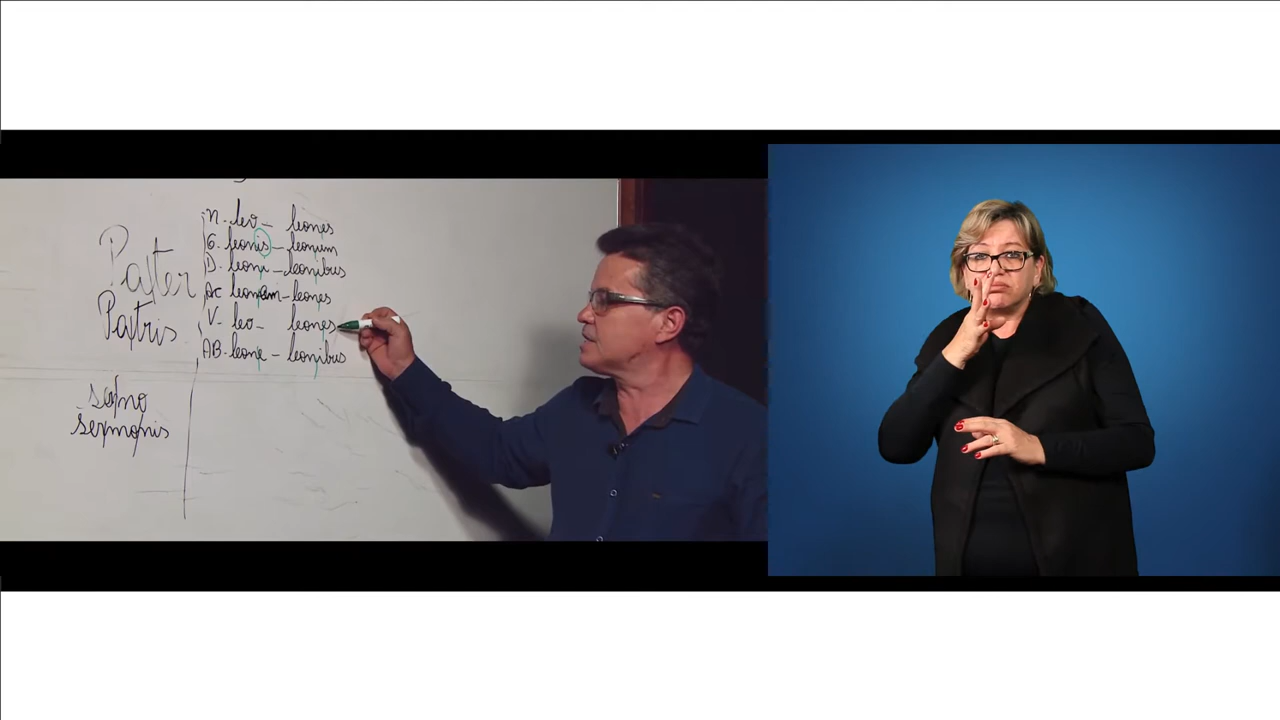 N. leo - leones
G. leonis - leonum
D. leoni - leonibus
Ac leonem - leones
V. leo - leones
AB. leone - leonibus
Pater
Patris
sermo
sermonis